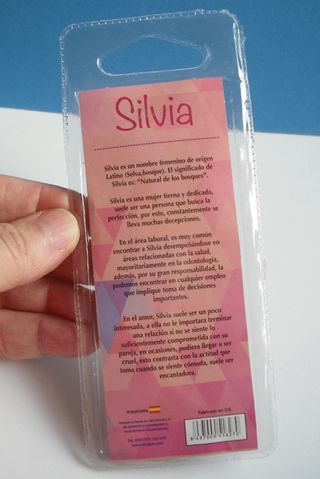 Silvia
Silvia es un nombre femenino de origen
Latino (Selva,bosque). El significado de
Silvia es: "Natural de los bosques".
Silvia es una mujer tierna y dedicada,
suele ser una persona que busca la
perfección, por esto, constantemente se
lleva muchas decepciones.
En el área laboral, es muy común
encontrar a Silvia desempeñándose en
áreas relacionadas con la salud,
mayoritariamente en la odontología,
además, por su gran responsabilidad, la
podemos encontrar en cualquier empleo
que implique toma de decisiones
importantes.
En el amor, Silvia suele ser un poco
interesada, a ella no le importara terminar
una relación si no se siente lo
suficientemente comprometida con su
pareja, en ocasiones, pudiera llegar a ser
cruel, esto contrasta con la actitud que
toma cuando se siente cómoda, suele ser
encantadora.
Fabricado en: U.E